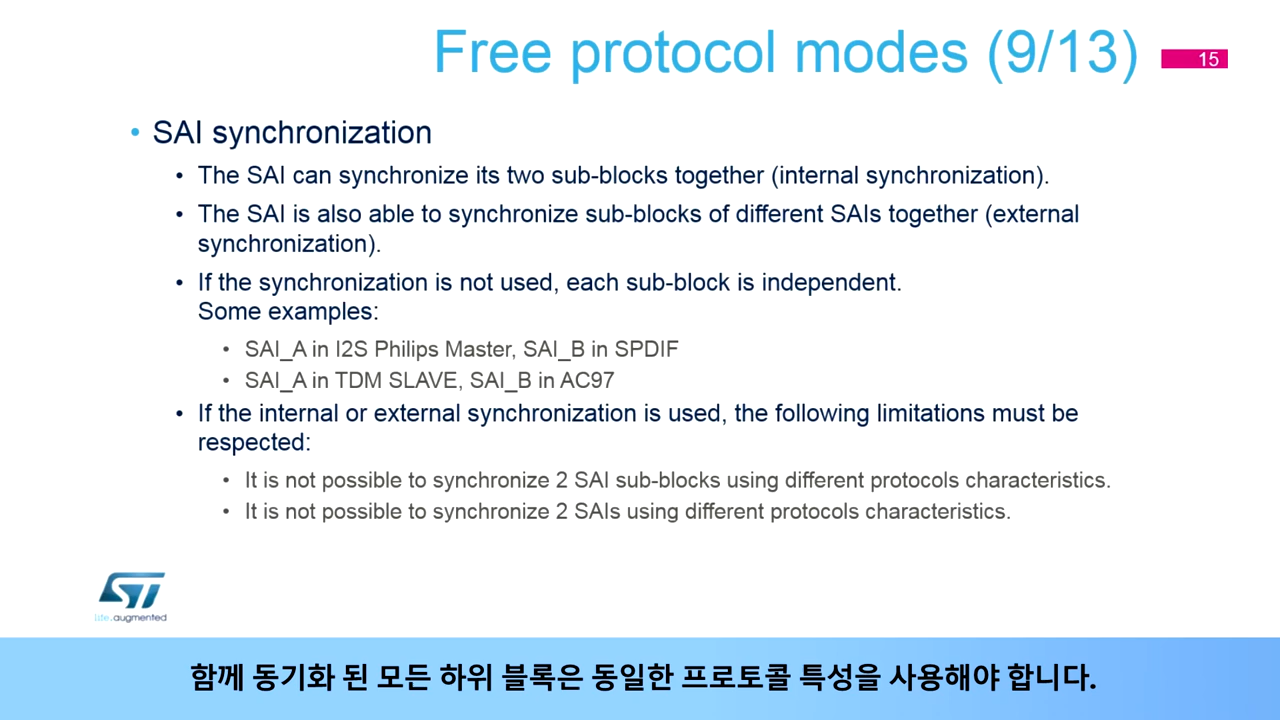 Free protocol modes (9/13)
15
• SAI synchronization
• The SAI can synchronize its two sub-blocks together (internal synchronization).
• The SAI is also able to synchronize sub-blocks of different SAIs together (external
synchronization).
• If the synchronization is not used, each sub-block is independent.
Some examples:
• SAI_A in I2S Philips Master, SAI_B in SPDIF
• SAI_A in TDM SLAVE, SAI_B in AC97
• If the internal or external synchronization is used, the following limitations must be
respected:
• It is not possible to synchronize 2 SAI sub-blocks using different protocols characteristics.
• It is not possible to synchronize 2 SAIs using different protocols characteristics.
ST
life.augmented
함께 동기화 된 모든 하위 블록은 동일한 프로토콜 특성을 사용해야 합니다.